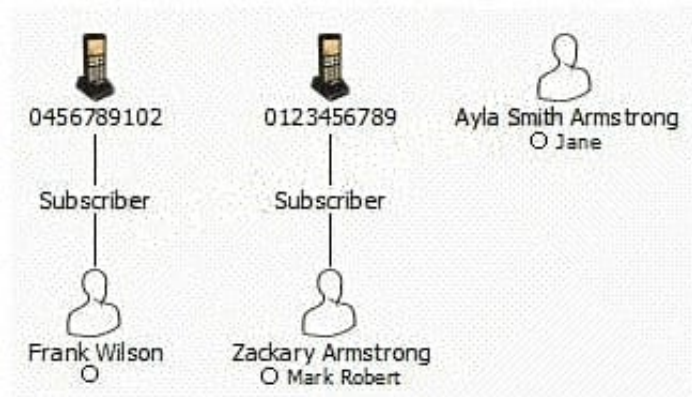 0456789102
0123456789
Ayla Smith Armstrong
Jane
Subscriber
Subscriber
Frank Wilson
Zackary Armstrong
Mark Robert